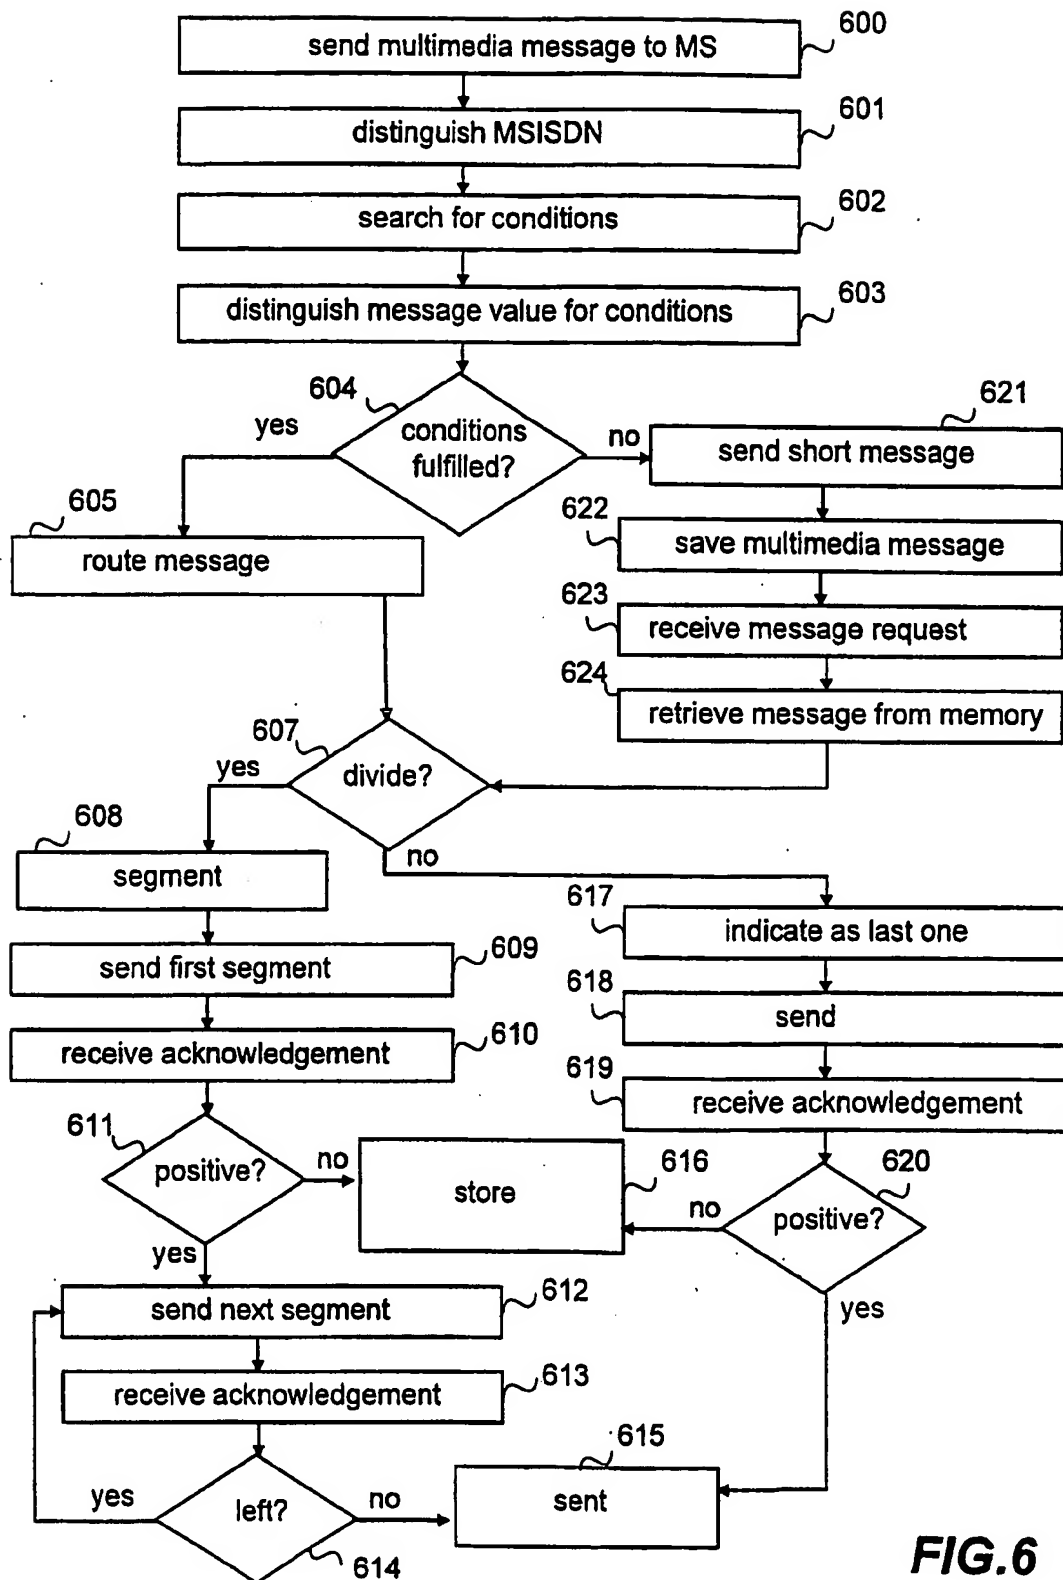 send multimedia message to MS
600
distinguish MSISDN
601
search for conditions
602
distinguish message value for conditions
603
604
yes
conditions
fulfilled?
no
621
send short message
605
route message
622
save multimedia message
623
receive message request
624
retrieve message from memory
607
yes
divide?
no
608
segment
617
indicate as last one
send first segment
609
618
send
receive acknowledgement
610
619
receive acknowledgement
611
positive?
no
yes
store
616
no
620
positive?
yes
send next segment
612
receive acknowledgement
613
yes
left?
no
614
615
sent
FIG.6